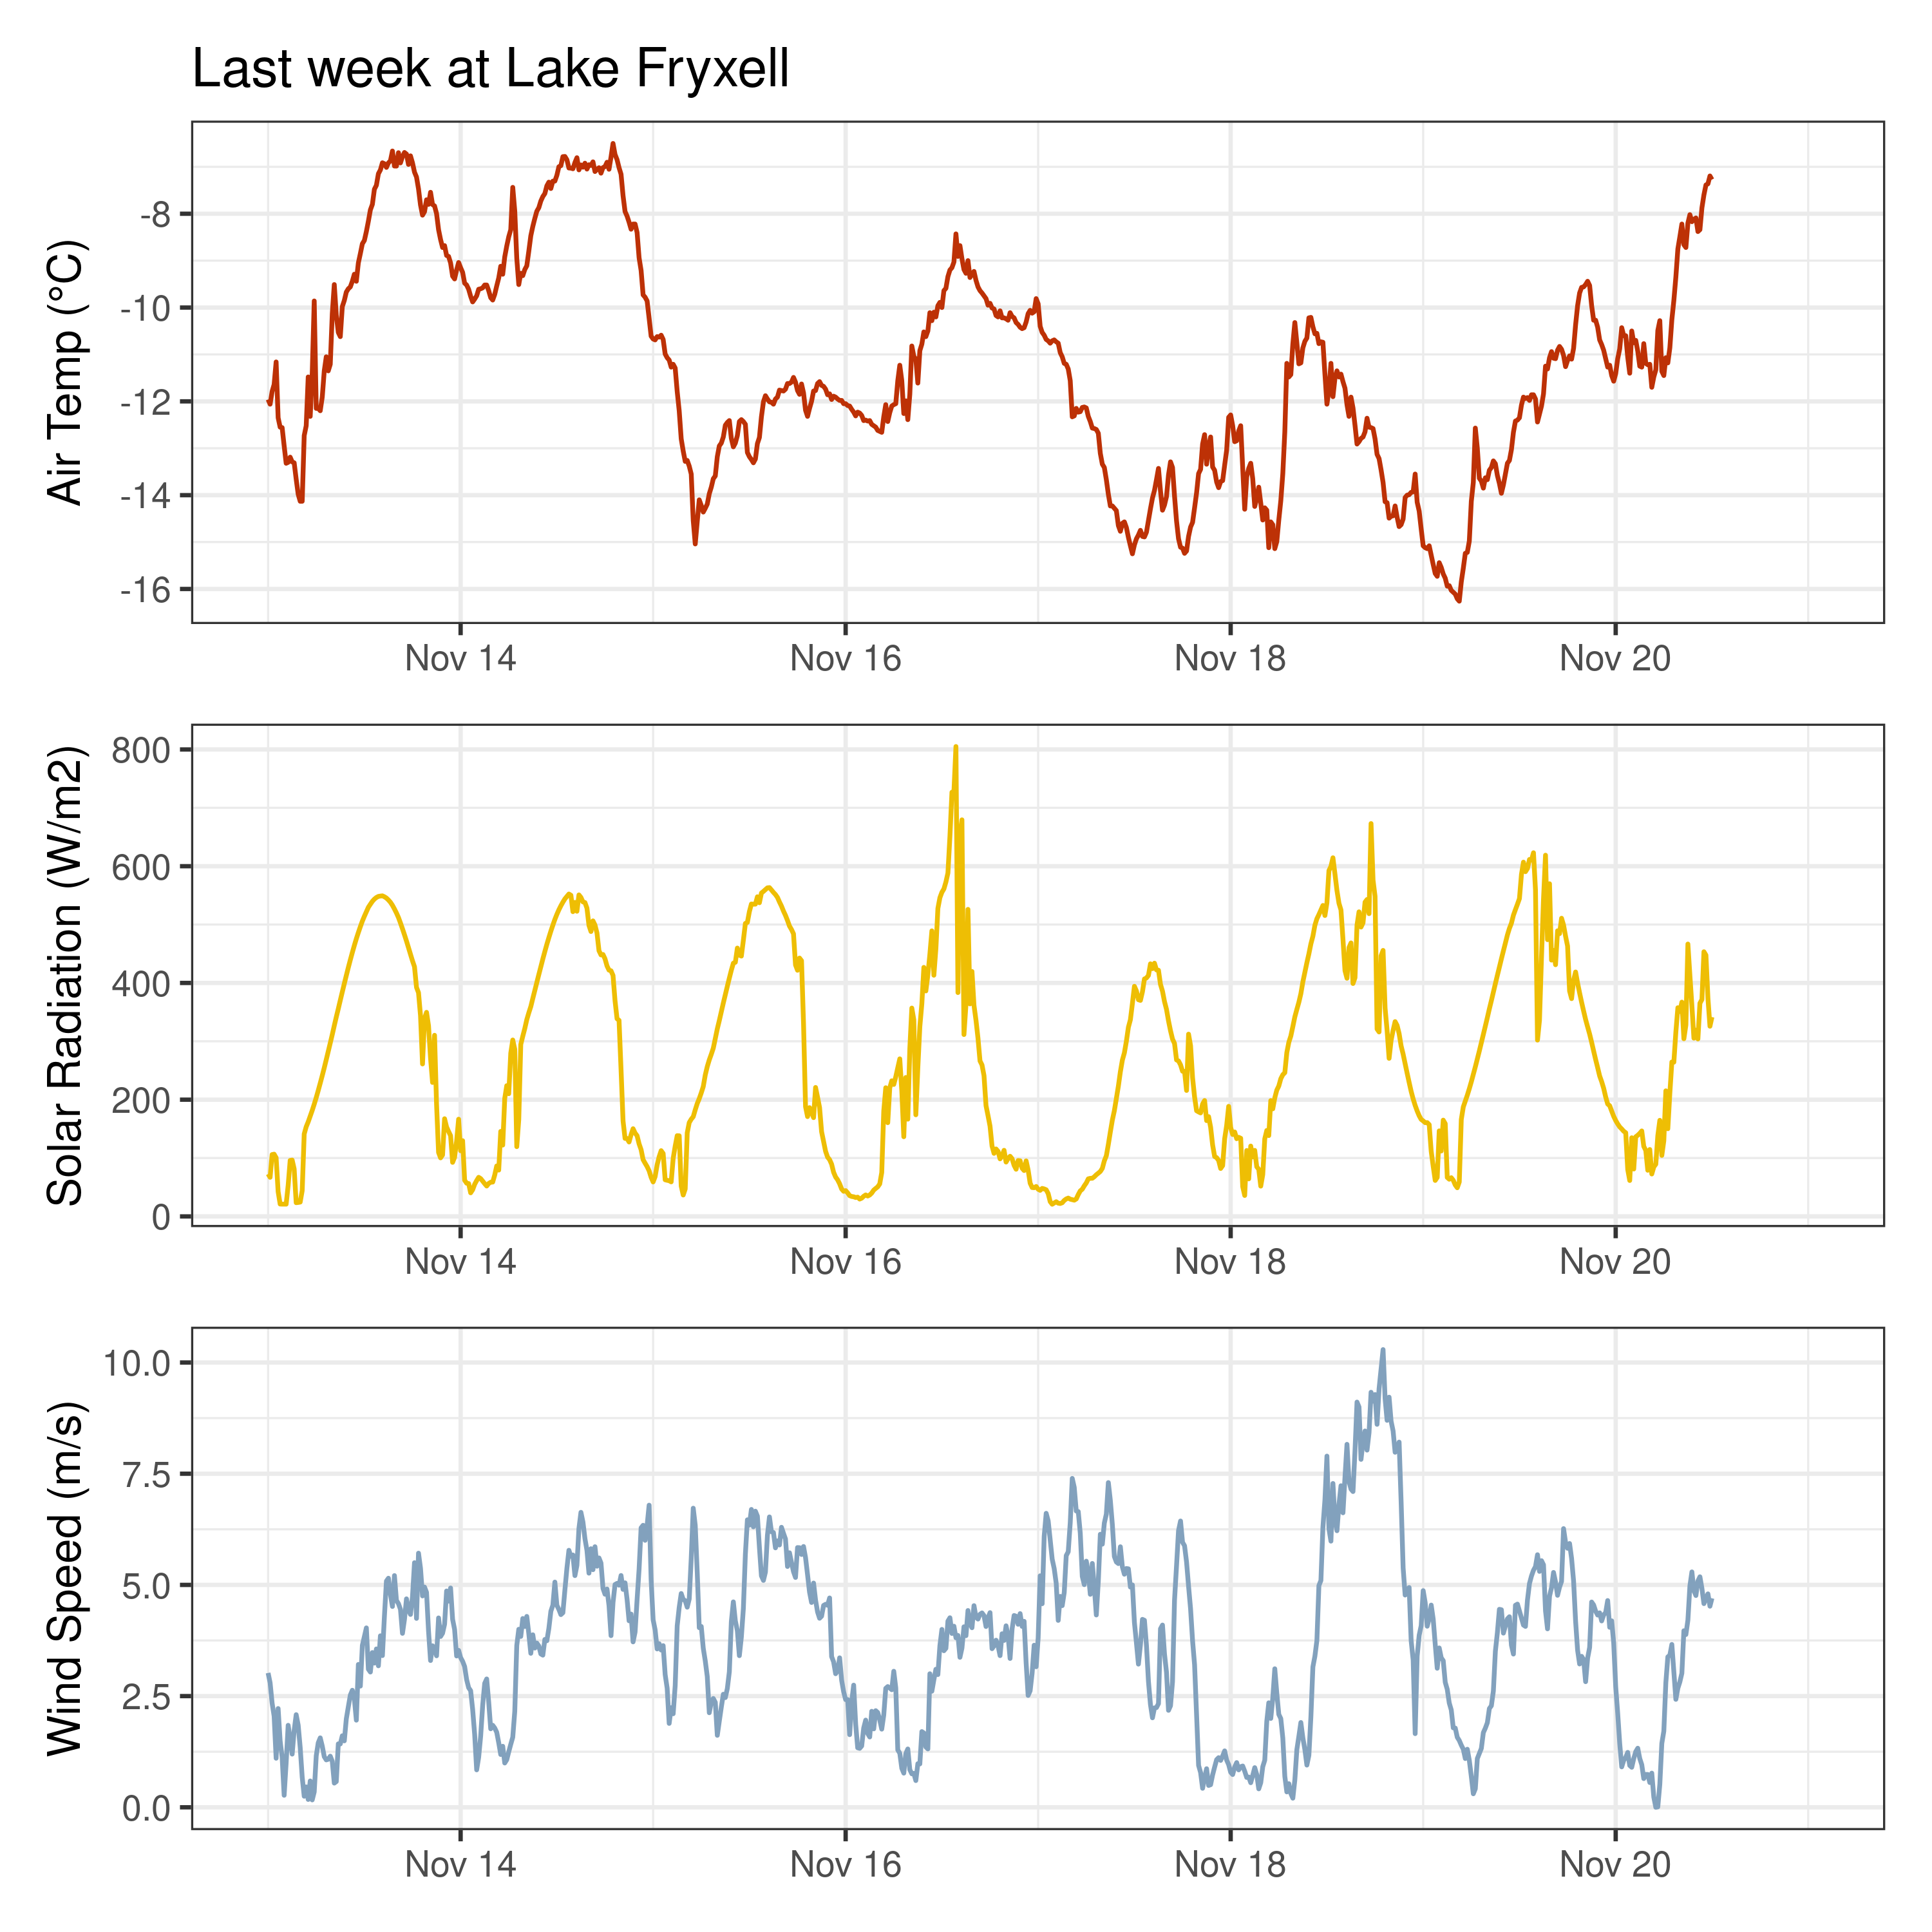 Last week at Lake Fryxell
Air Temp (°C)
-8
-10
-12
-14
-16
Nov 14 Nov 16 Nov 18 Nov 20
Solar Radiation (W/m2)
800
600
400
200
0
Nov 14 Nov 16 Nov 18 Nov 20
Wind Speed (m/s)
10.0
7.5
5.0
2.5
0.0
Nov 14 Nov 16 Nov 18 Nov 20